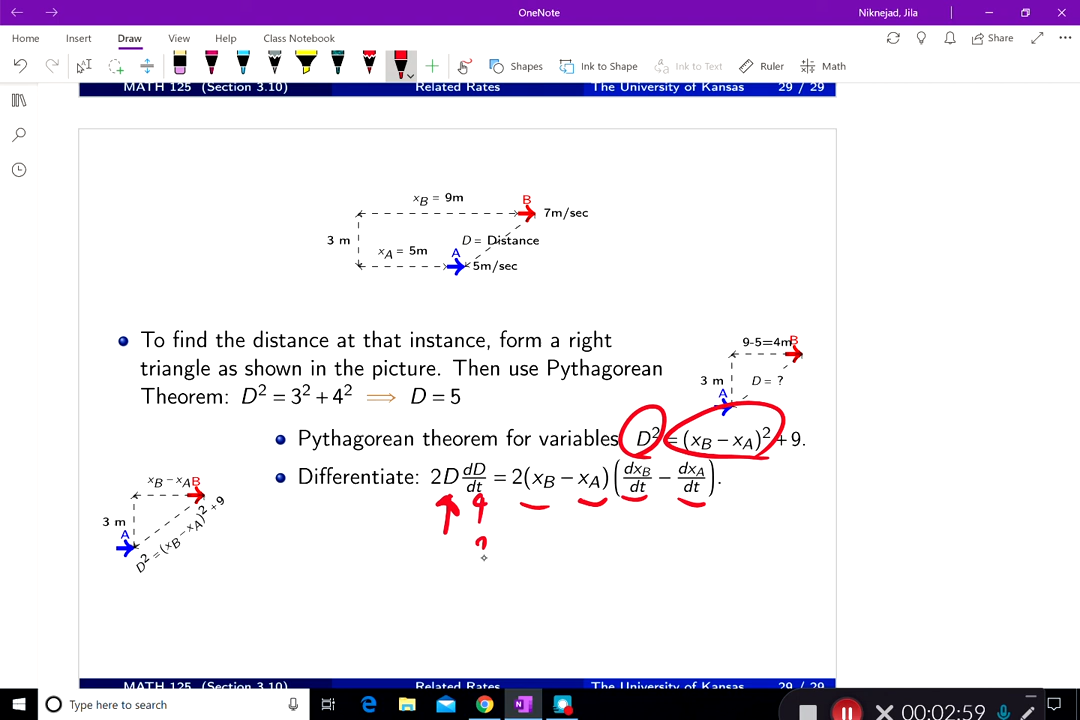 OneNote
Niknejad, Jila
Home Insert Draw View Help Class Notebook
Share
Shapes Ink to Shape Ink to Text Ruler Math
MATH 125 (Section 3.10) Related Rates The University of Kansas 29 / 29
x_B = 9m
B
7m/sec
3 m
D = Distance
x_A = 5m
A
5m/sec
To find the distance at that instance, form a right
triangle as shown in the picture. Then use Pythagorean
Theorem: D² = 3² + 4² ⟹ D = 5
9-5=4m
B
3 m
D = ?
A
Pythagorean theorem for variables D² = (x_B − x_A)² + 9.
Differentiate: 2D dD/dt = 2(x_B − x_A)(dx_B/dt − dx_A/dt).
x_B − x_A
B
3 m
A
D² = (x_B − x_A)² + 9
?
MATH 125 (Section 3.10) Related Rates The University of Kansas 29 / 29
Type here to search
00:02:59